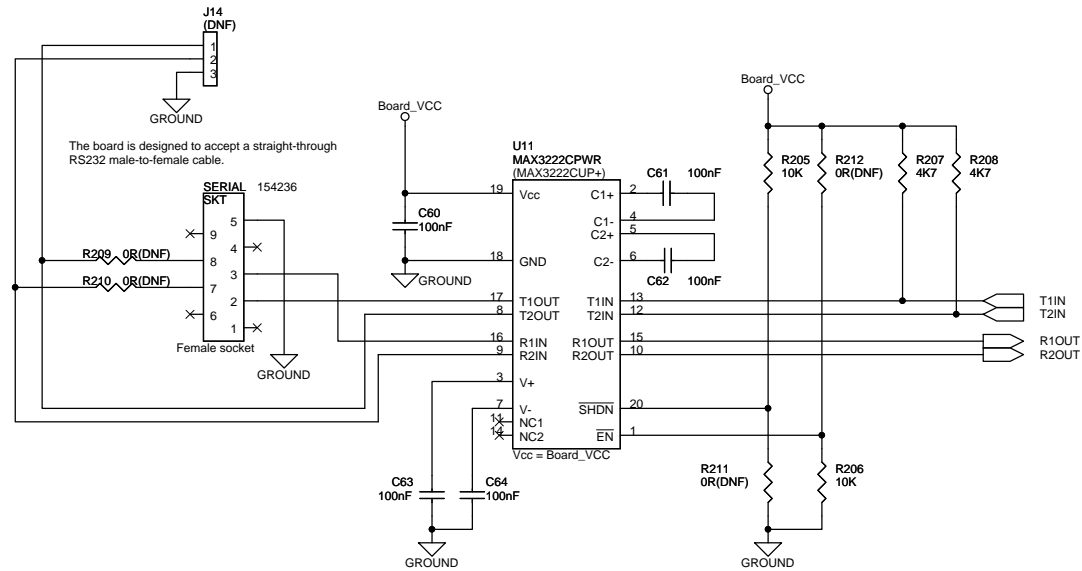 J14
(DNF)
1
2
3
GROUND
The board is designed to accept a straight-through
RS232 male-to-female cable.
SERIAL 154236
SKT
5
9
4
8
3
7
2
6
1
Female socket
GROUND
R209 0R(DNF)
R210 0R(DNF)
Board_VCC
C60
100nF
GROUND
U11
MAX3222CPWR
(MAX3222CUP+)
19 Vcc
18 GND
17 T1OUT
8 T2OUT
16 R1IN
9 R2IN
3 V+
7 V-
11 NC1
14 NC2
C1+ 2
C1- 4
C2+ 5
C2- 6
T1IN 13
T2IN 12
R1OUT 15
R2OUT 10
SHDN 20
EN 1
Vcc = Board_VCC
C61 100nF
C62 100nF
C63
100nF
C64
100nF
GROUND
Board_VCC
R205
10K
R212
0R(DNF)
R207
4K7
R208
4K7
T1IN
T2IN
R1OUT
R2OUT
R211
0R(DNF)
R206
10K
GROUND